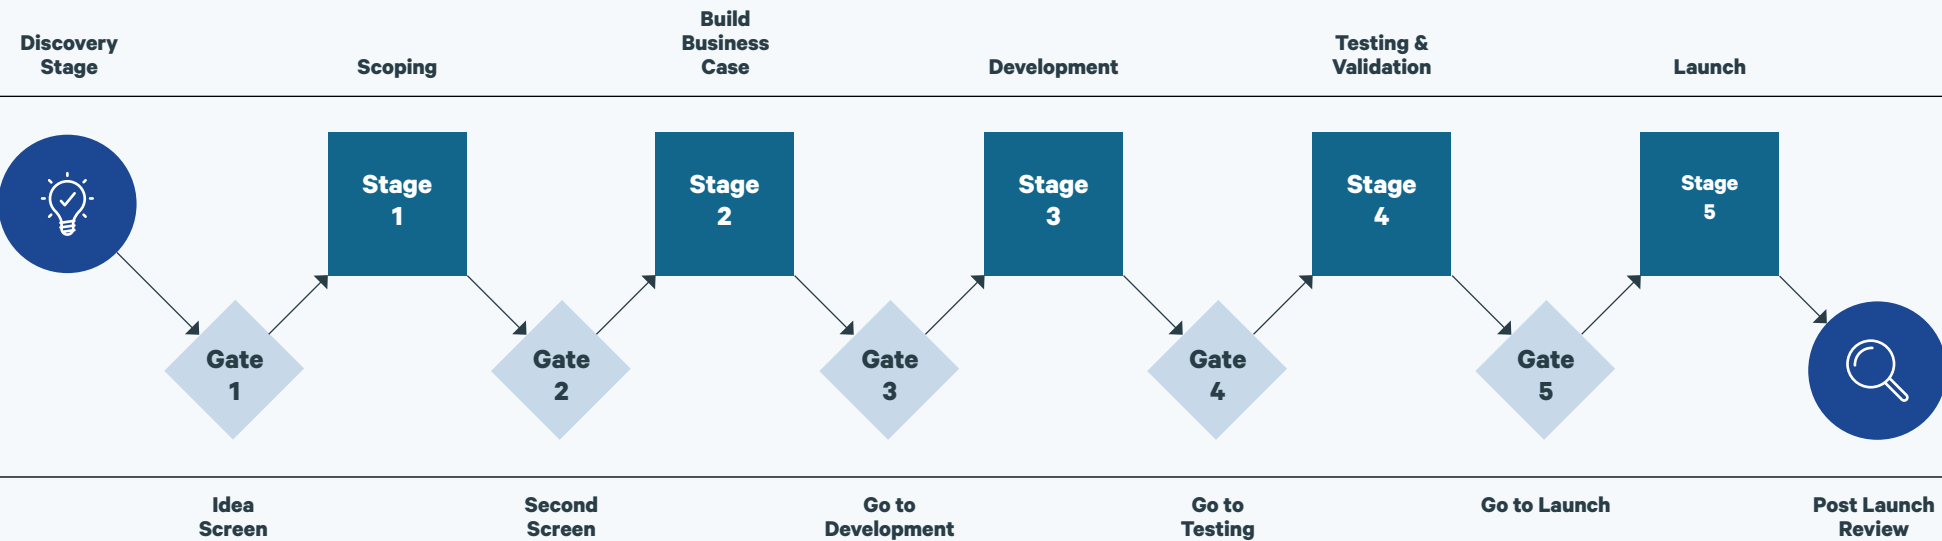 Discovery
Stage
Scoping
Build
Business
Case
Development
Testing &
Validation
Launch
Stage
1
Stage
2
Stage
3
Stage
4
Stage
5
Gate
1
Gate
2
Gate
3
Gate
4
Gate
5
Idea
Screen
Second
Screen
Go to
Development
Go to
Testing
Go to Launch
Post Launch
Review